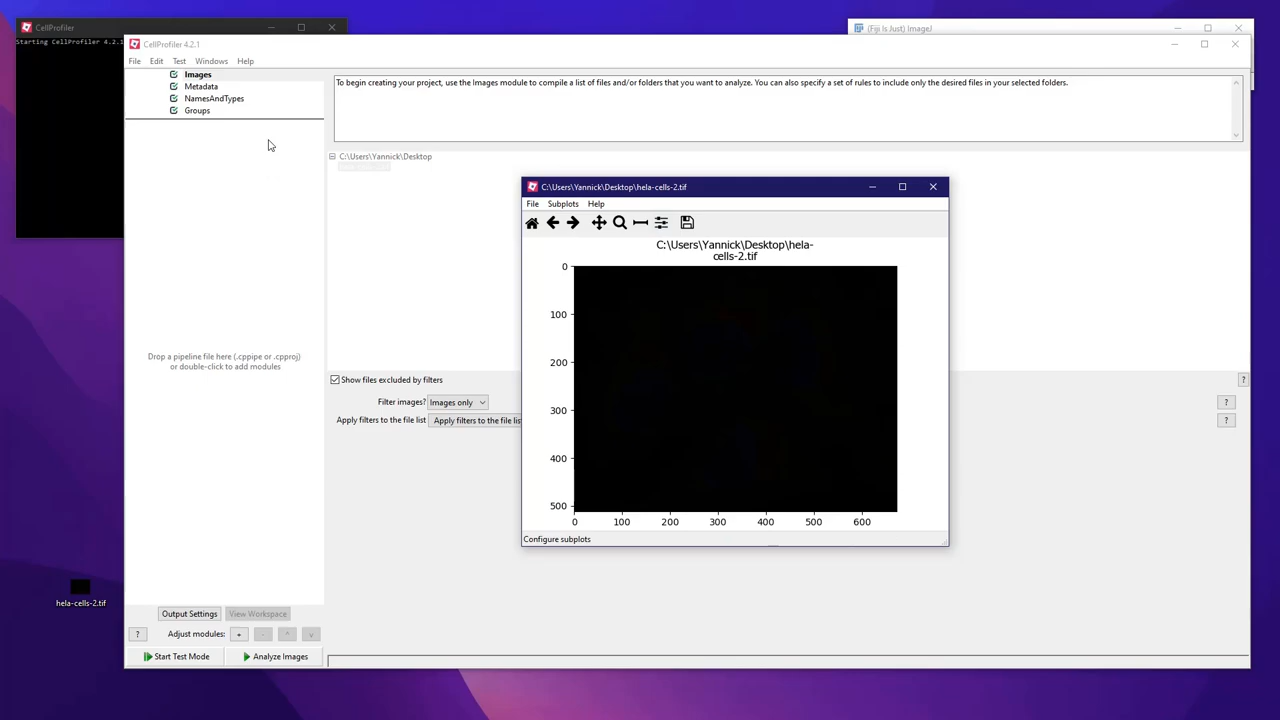 CellProfiler
Starting CellProfiler 4.2.1
(Fiji Is Just) ImageJ
CellProfiler 4.2.1
File Edit Test Windows Help
Images
Metadata
NamesAndTypes
Groups
To begin creating your project, use the Images module to compile a list of files and/or folders that you want to analyze. You can also specify a set of rules to include only the desired files in your selected folders.
C:\Users\Yannick\Desktop
C:\Users\Yannick\Desktop\hela-cells-2.tif
File Subplots Help
C:\Users\Yannick\Desktop\hela-
cells-2.tif
0
100
200
300
400
500
0 100 200 300 400 500 600
Configure subplots
Drop a pipeline file here (.cppipe or .cpproj)
or double-click to add modules
Show files excluded by filters
?
Filter images? Images only ?
Apply filters to the file list Apply filters to the file list ?
hela-cells-2.tif
Output Settings View Workspace
? Adjust modules: + - ^ v
Start Test Mode Analyze Images